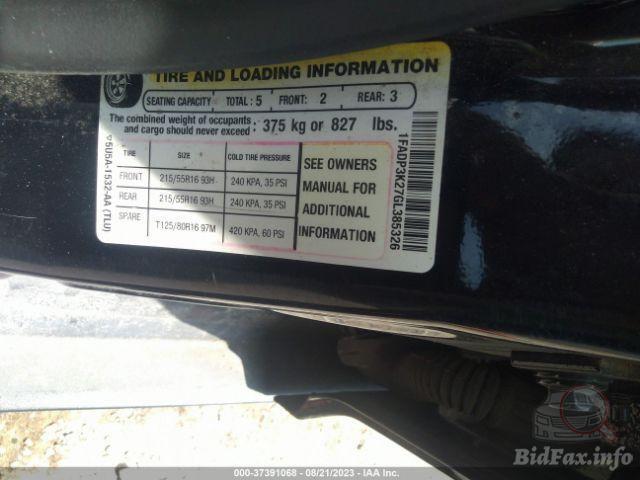 TIRE AND LOADING INFORMATION
SEATING CAPACITY TOTAL: 5 FRONT: 2 REAR: 3
The combined weight of occupants and cargo should never exceed : 375 kg or 827 lbs.
TIRE SIZE COLD TIRE PRESSURE
FRONT 215/55R16 93H 240 KPA, 35 PSI
REAR 215/55R16 93H 240 KPA, 35 PSI
SPARE T125/80R16 97M 420 KPA, 60 PSI
SEE OWNERS
MANUAL FOR
ADDITIONAL
INFORMATION
5U5A-1532-AA (TLU)
1FADP3K27GL385326
000-37391068 - 08/21/2023 - IAA Inc.
BidFax.info